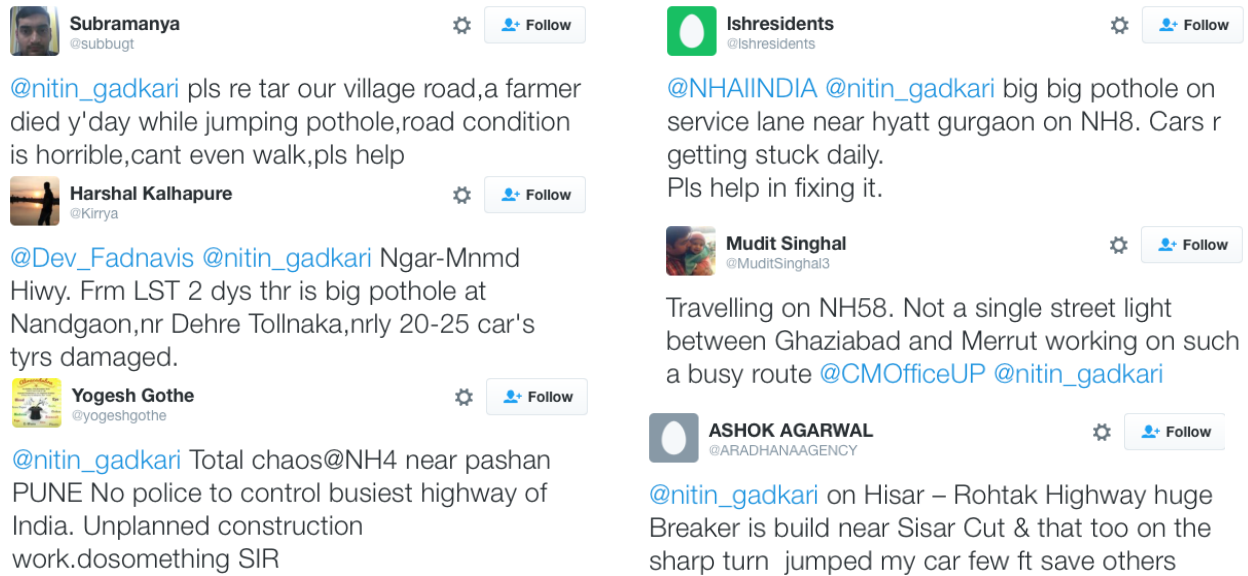 Subramanya
@subbugt
Follow
@nitin_gadkari pls re tar our village road,a farmer
died y'day while jumping pothole,road condition
is horrible,cant even walk,pls help
Harshal Kalhapure
@Kirrya
Follow
@Dev_Fadnavis @nitin_gadkari Ngar-Mnmd
Hiwy. Frm LST 2 dys thr is big pothole at
Nandgaon,nr Dehre Tollnaka,nrly 20-25 car's
tyrs damaged.
Yogesh Gothe
@yogeshgothe
Follow
@nitin_gadkari Total chaos@NH4 near pashan
PUNE No police to control busiest highway of
India. Unplanned construction
work.dosomething SIR
Ishresidents
@Ishresidents
Follow
@NHAIINDIA @nitin_gadkari big big pothole on
service lane near hyatt gurgaon on NH8. Cars r
getting stuck daily.
Pls help in fixing it.
Mudit Singhal
@MuditSinghal3
Follow
Travelling on NH58. Not a single street light
between Ghaziabad and Merrut working on such
a busy route @CMOfficeUP @nitin_gadkari
ASHOK AGARWAL
@ARADHANAAGENCY
Follow
@nitin_gadkari on Hisar – Rohtak Highway huge
Breaker is build near Sisar Cut & that too on the
sharp turn  jumped my car few ft save others